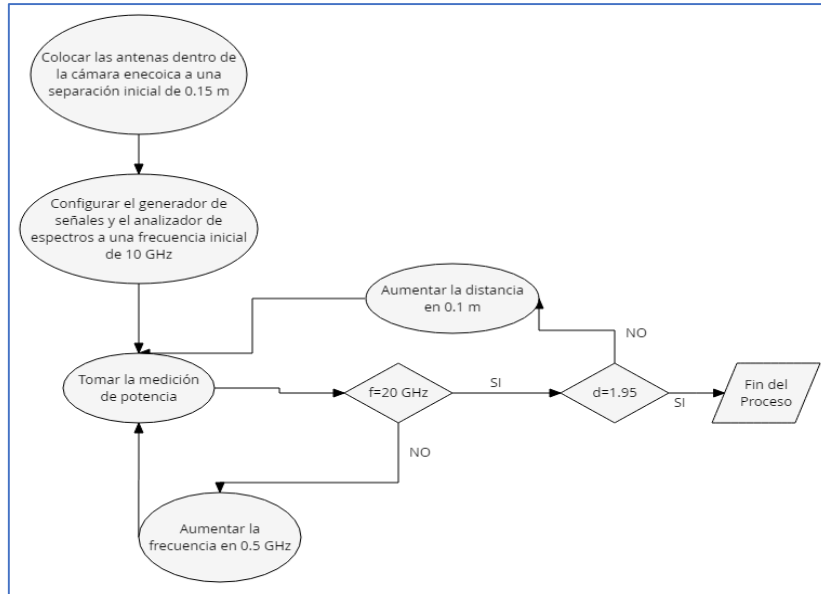 Colocar las antenas dentro de
la cámara enecoica a una
separación inicial de 0.15 m
Configurar el generador de
señales y el analizador de
espectros a una frecuencia inicial
de 10 GHz
Aumentar la distancia
en 0.1 m
NO
Tomar la medición
de potencia
f=20 GHz
SI
d=1.95
SI
Fin del
Proceso
NO
Aumentar la
frecuencia en 0.5 GHz